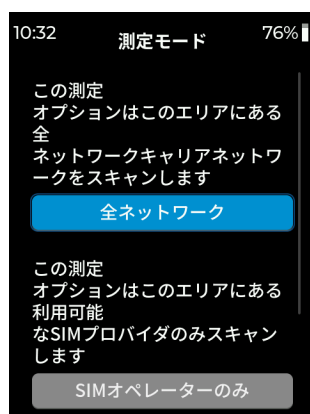 10:32 測定モード 76%
この測定
オプションはこのエリアにある
全
ネットワークキャリアネットワ
ークをスキャンします
全ネットワーク
この測定
オプションはこのエリアにある
利用可能
なSIMプロバイダのみスキャン
します
SIMオペレーターのみ